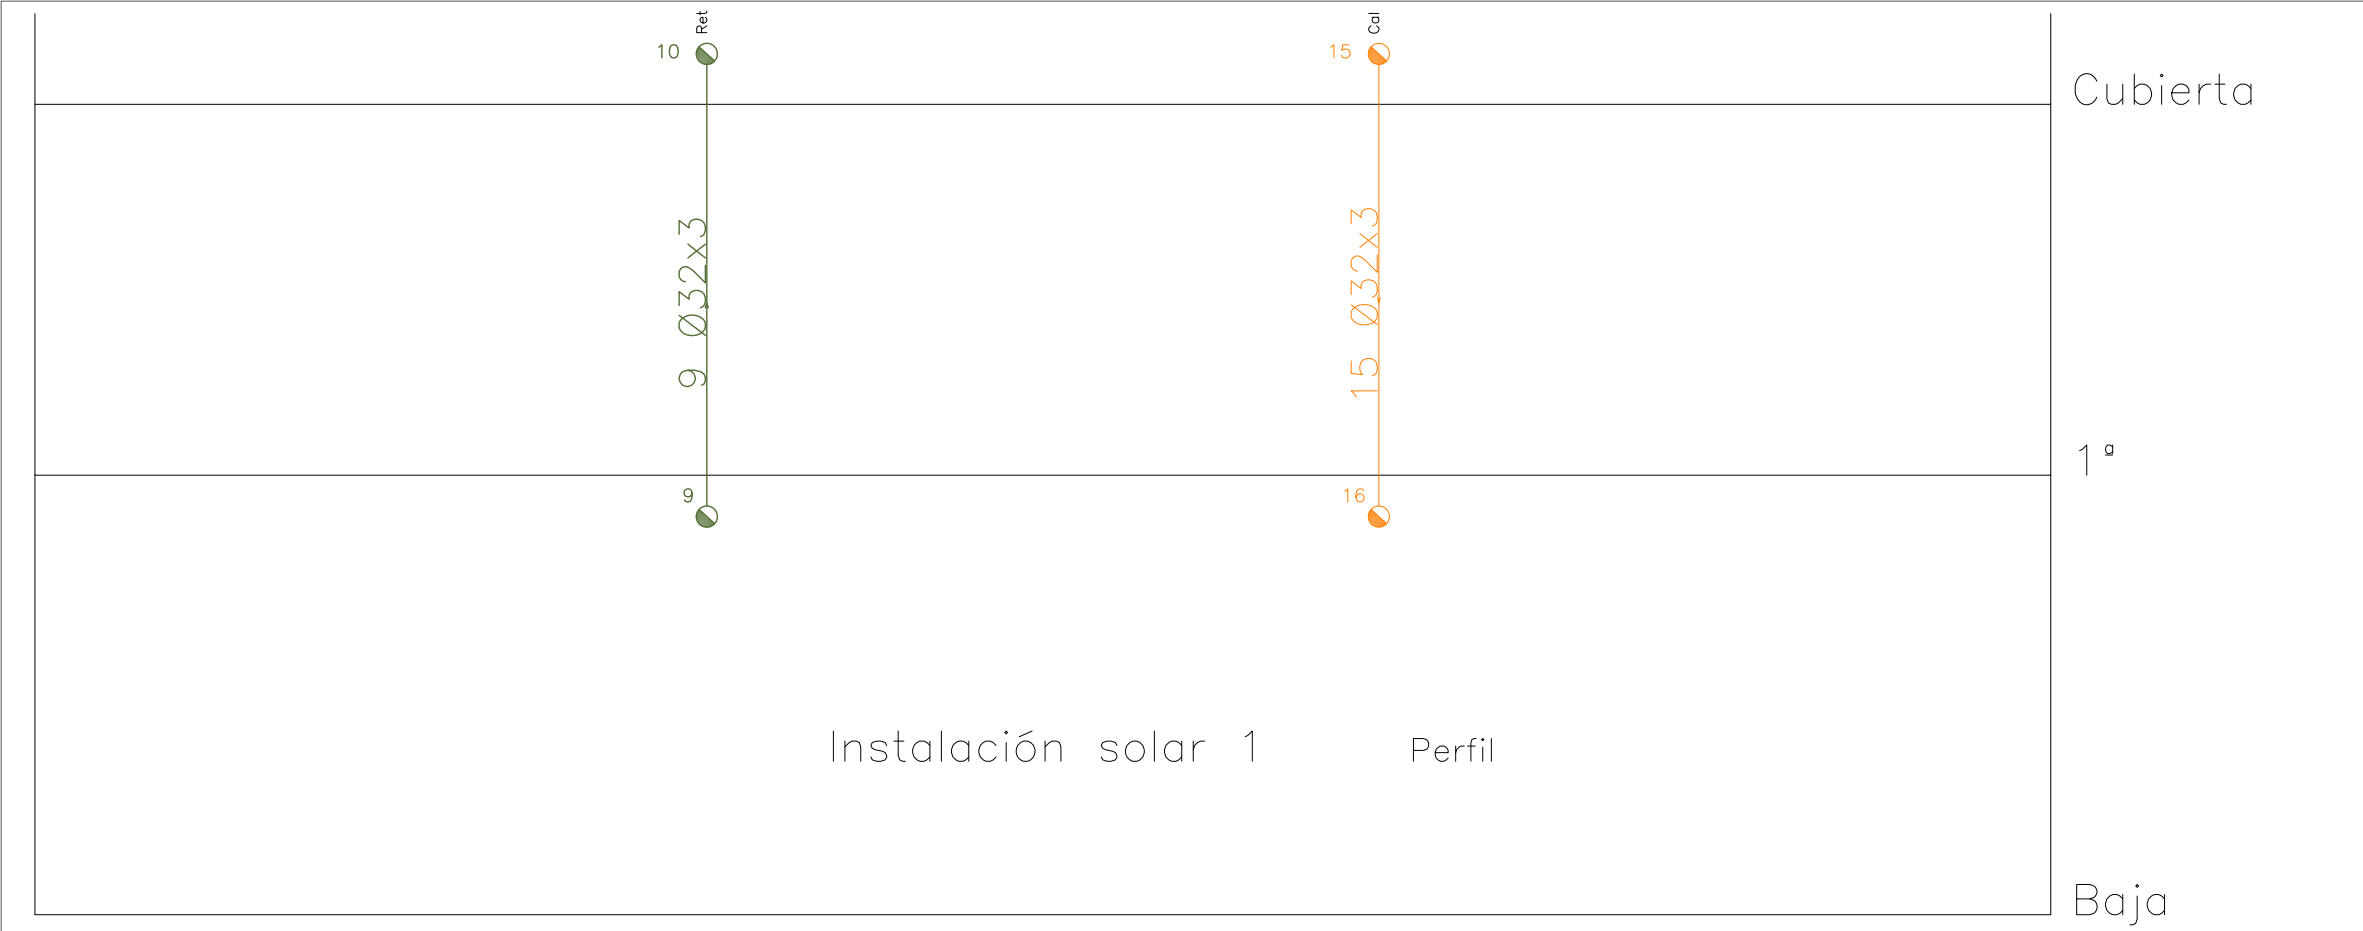 Ret
Cal
10
15
Cubierta
9 Ø32x3
15 Ø32x3
1ª
9
16
Instalación solar 1
Perfil
Baja